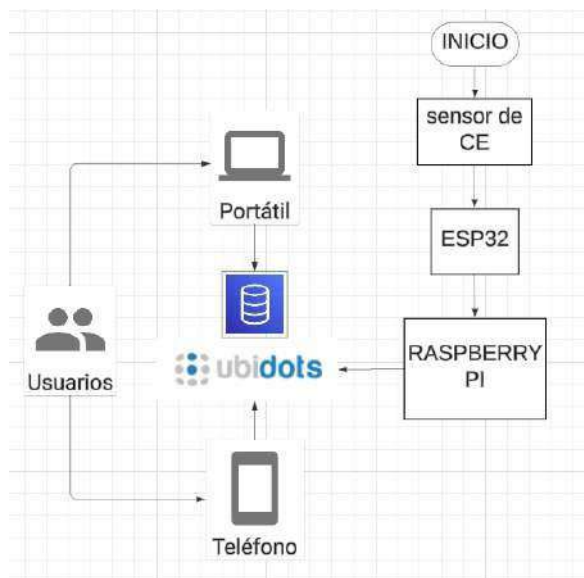 INICIO
sensor de
CE
Portátil
ESP32
Usuarios
ubidots
RASPBERRY
PI
Teléfono